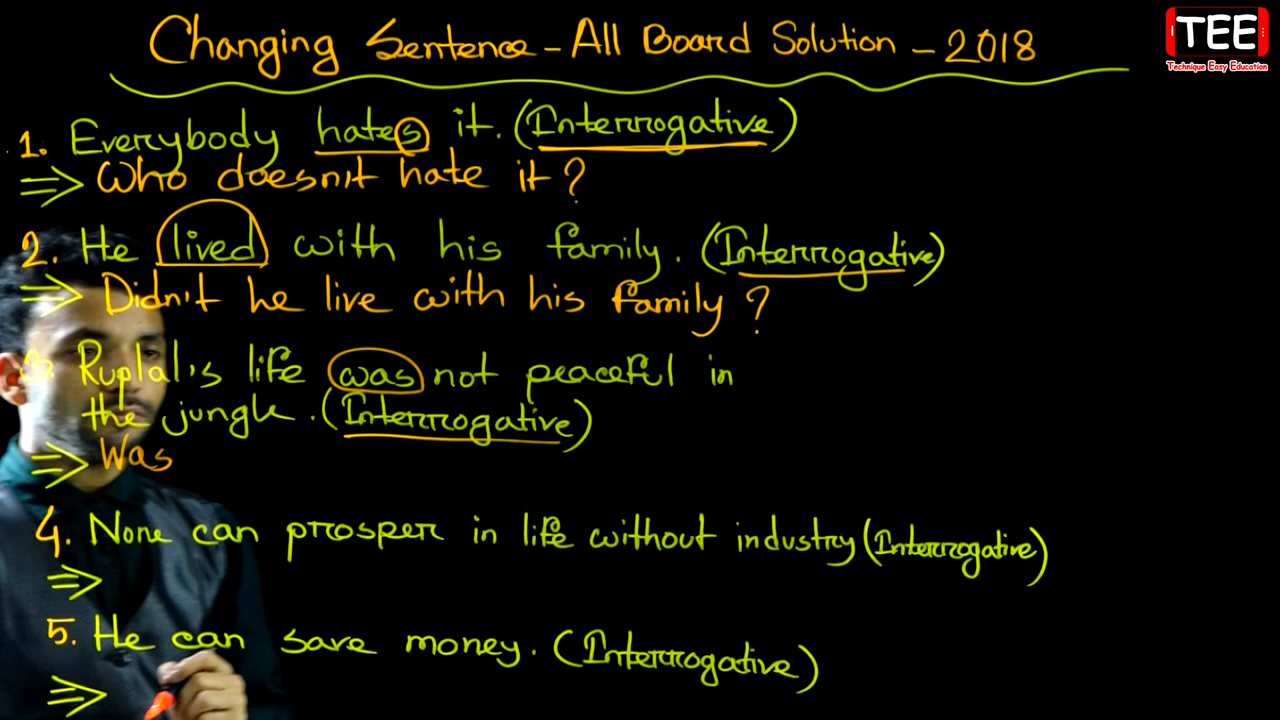 Changing Sentence - All Board Solution - 2018
TEE
Technique Easy Education
1. Everybody hates it. (Interrogative)
⇒ Who doesn't hate it?
2. He lived with his family. (Interrogative)
⇒ Didn't he live with his family?
3. Ruplal's life was not peaceful in
the jungle. (Interrogative)
⇒ Was
4. None can prosper in life without industry (Interrogative)
⇒
5. He can save money. (Interrogative)
⇒